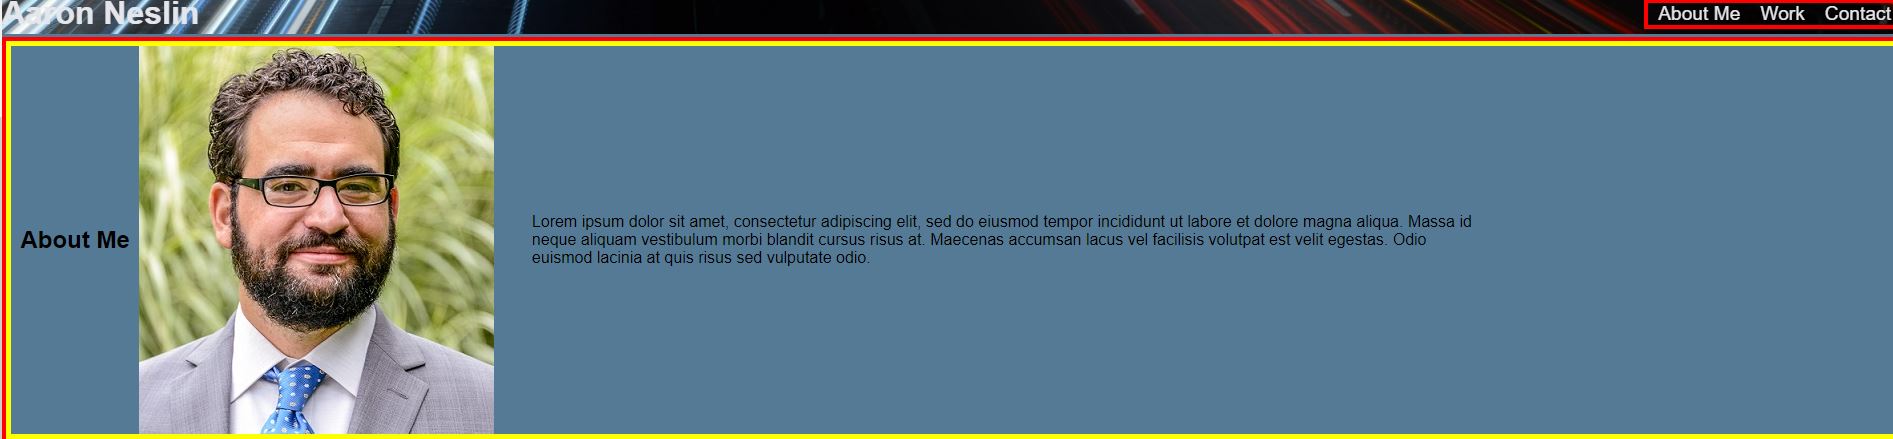 Aaron Neslin
About Me Work Contact
About Me
Lorem ipsum dolor sit amet, consectetur adipiscing elit, sed do eiusmod tempor incididunt ut labore et dolore magna aliqua. Massa id
neque aliquam vestibulum morbi blandit cursus risus at. Maecenas accumsan lacus vel facilisis volutpat est velit egestas. Odio
euismod lacinia at quis risus sed vulputate odio.